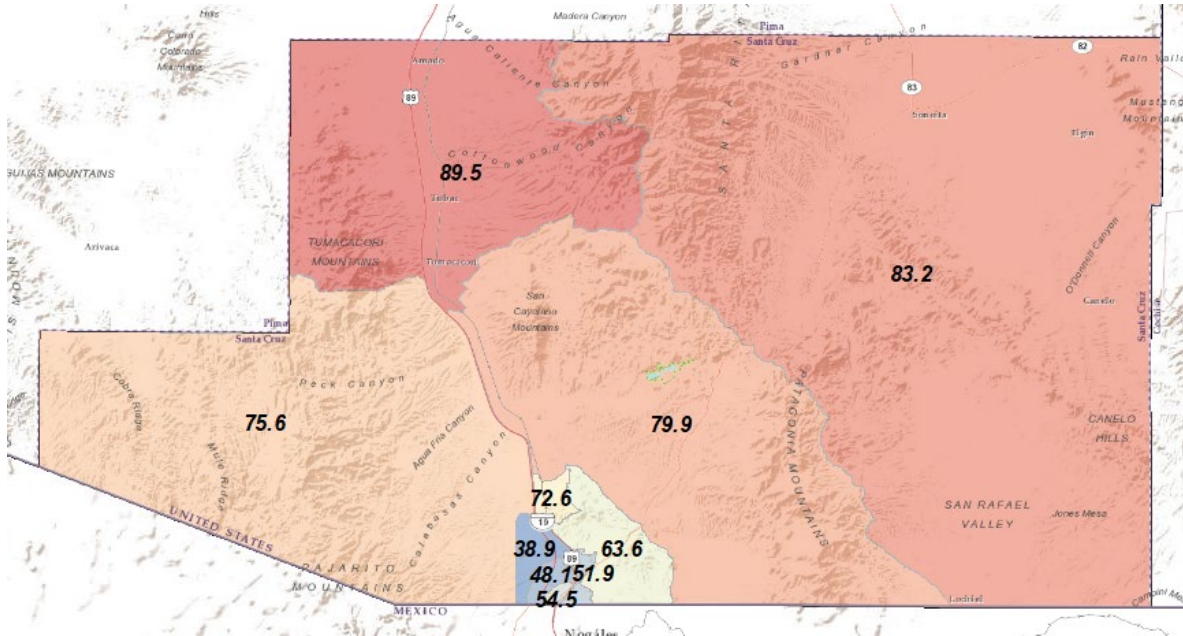 Hills
Madera Canyon
Pima
Santa Cruz
Cerro
Colorado
Mountains
Agua Caliente Canyon
Gardner Canyon
82
Rain Valley
Amado
89
83
Mustang
Mountains
Sonoita
Elgin
Cottonwood Canyon
SANTA RI
GUIJAS MOUNTAINS
89.5
Tubac
Arivaca
TUMACACORI
MOUNTAINS
Tumacacori
O'Donnell Canyon
83.2
San
Cayetano
Mountains
Canelo
Santa Cruz
Cochise
Pima
Santa Cruz
Peck Canyon
Cobre Ridge
75.6
Agua Fria Canyon
79.9
PATAGONIA MOUNTAINS
CANELO
HILLS
Mule Ridge
Calabasas Canyon
72.6
SAN RAFAEL
VALLEY
Jones Mesa
UNITED STATES
19
38.9
89
63.6
PAJARITO
MOUNTAINS
48.1
51.9
54.5
MEXICO
Lochiel
Nogales